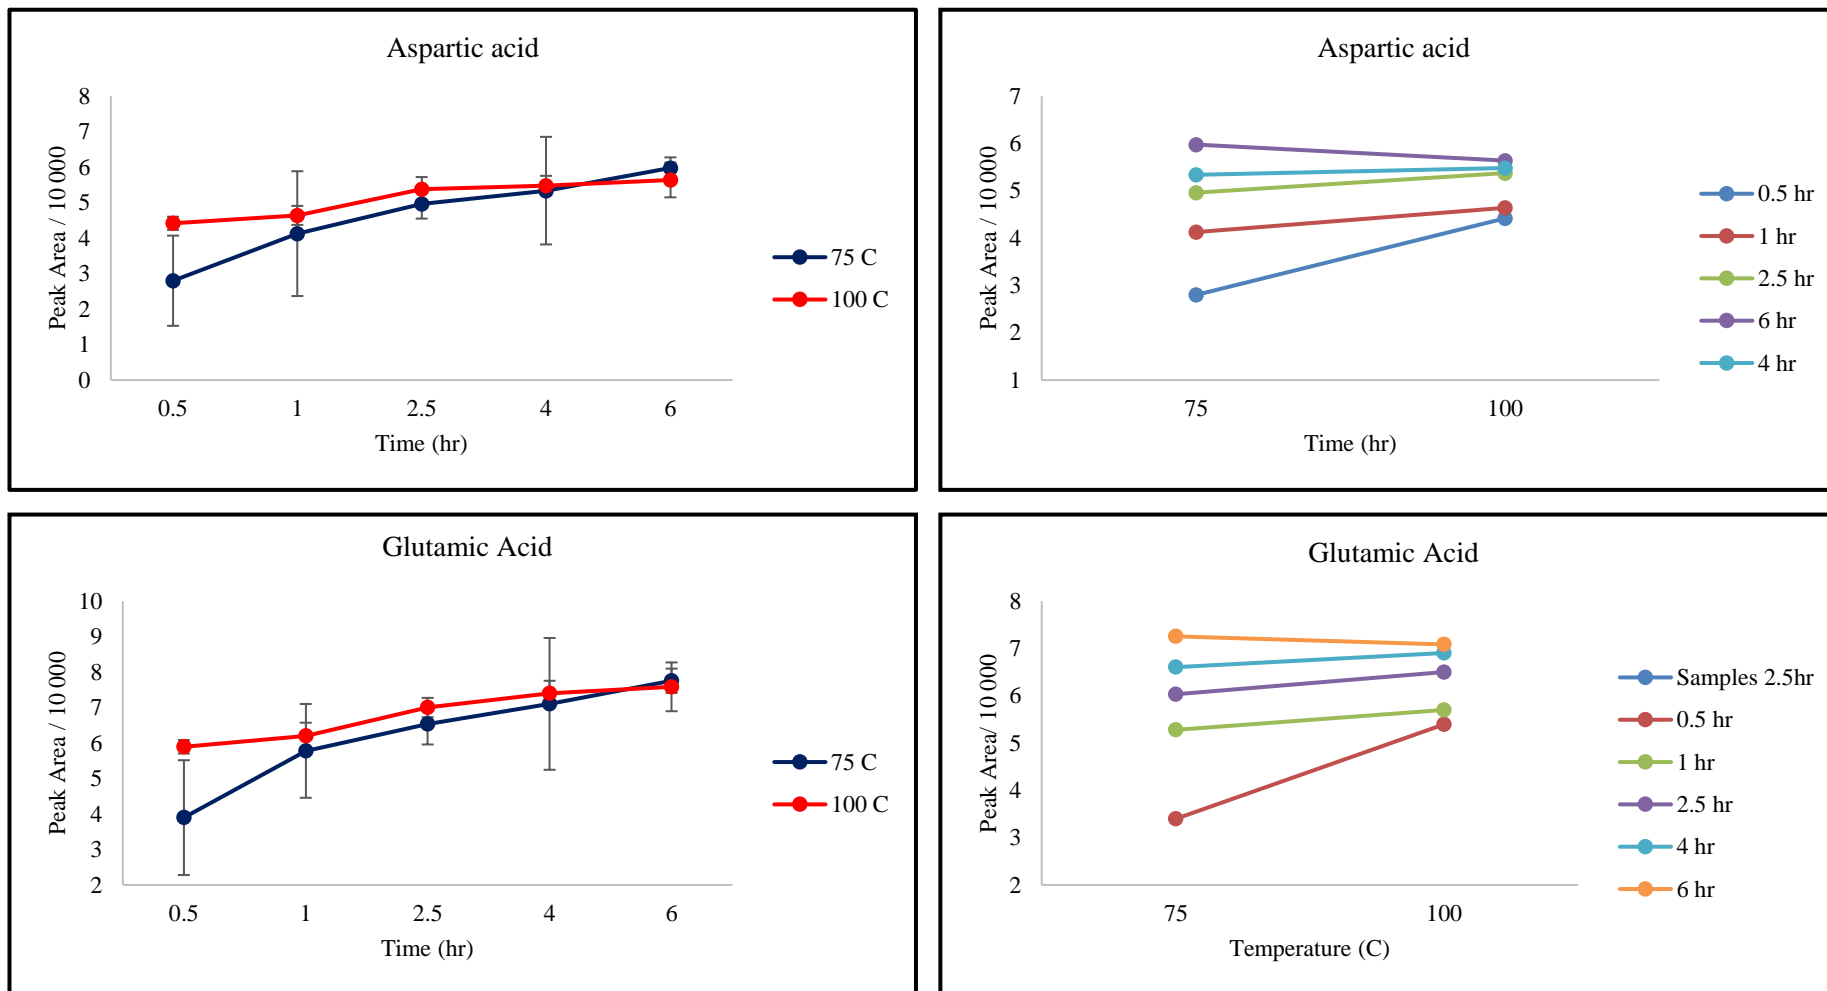 Aspartic acid
8
7
6
5
4
3
2
1
0
Peak Area / 10 000
0.5 1 2.5 4 6
Time (hr)
75 C
100 C
Aspartic acid
7
6
5
4
3
2
1
Peak Area / 10 000
75 100
Time (hr)
0.5 hr
1 hr
2.5 hr
6 hr
4 hr
Glutamic Acid
10
9
8
7
6
5
4
3
2
Peak Area / 10 000
0.5 1 2.5 4 6
Time (hr)
75 C
100 C
Glutamic Acid
8
7
6
5
4
3
2
Peak Area/ 10 000
75 100
Temperature (C)
Samples 2.5hr
0.5 hr
1 hr
2.5 hr
4 hr
6 hr